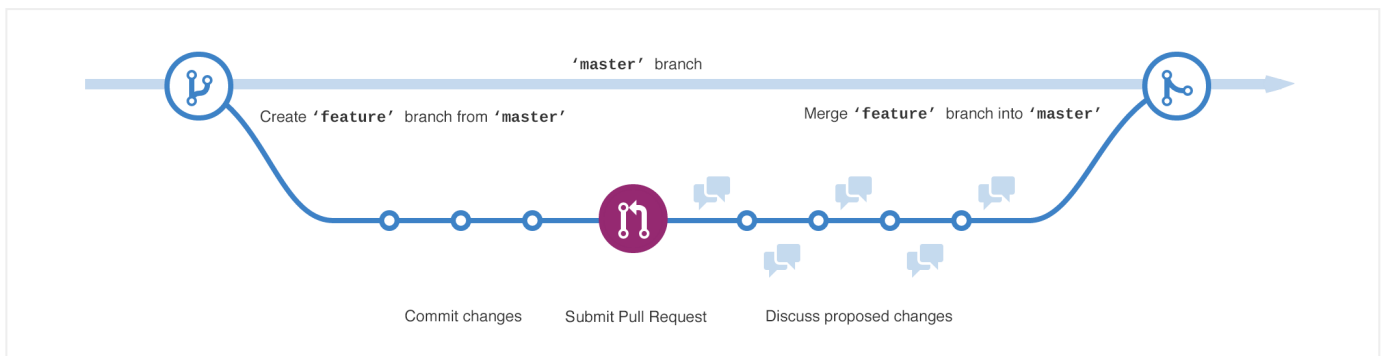 ‘master’ branch
Create ‘feature’ branch from ‘master’
Merge ‘feature’ branch into ‘master’
Commit changes
Submit Pull Request
Discuss proposed changes